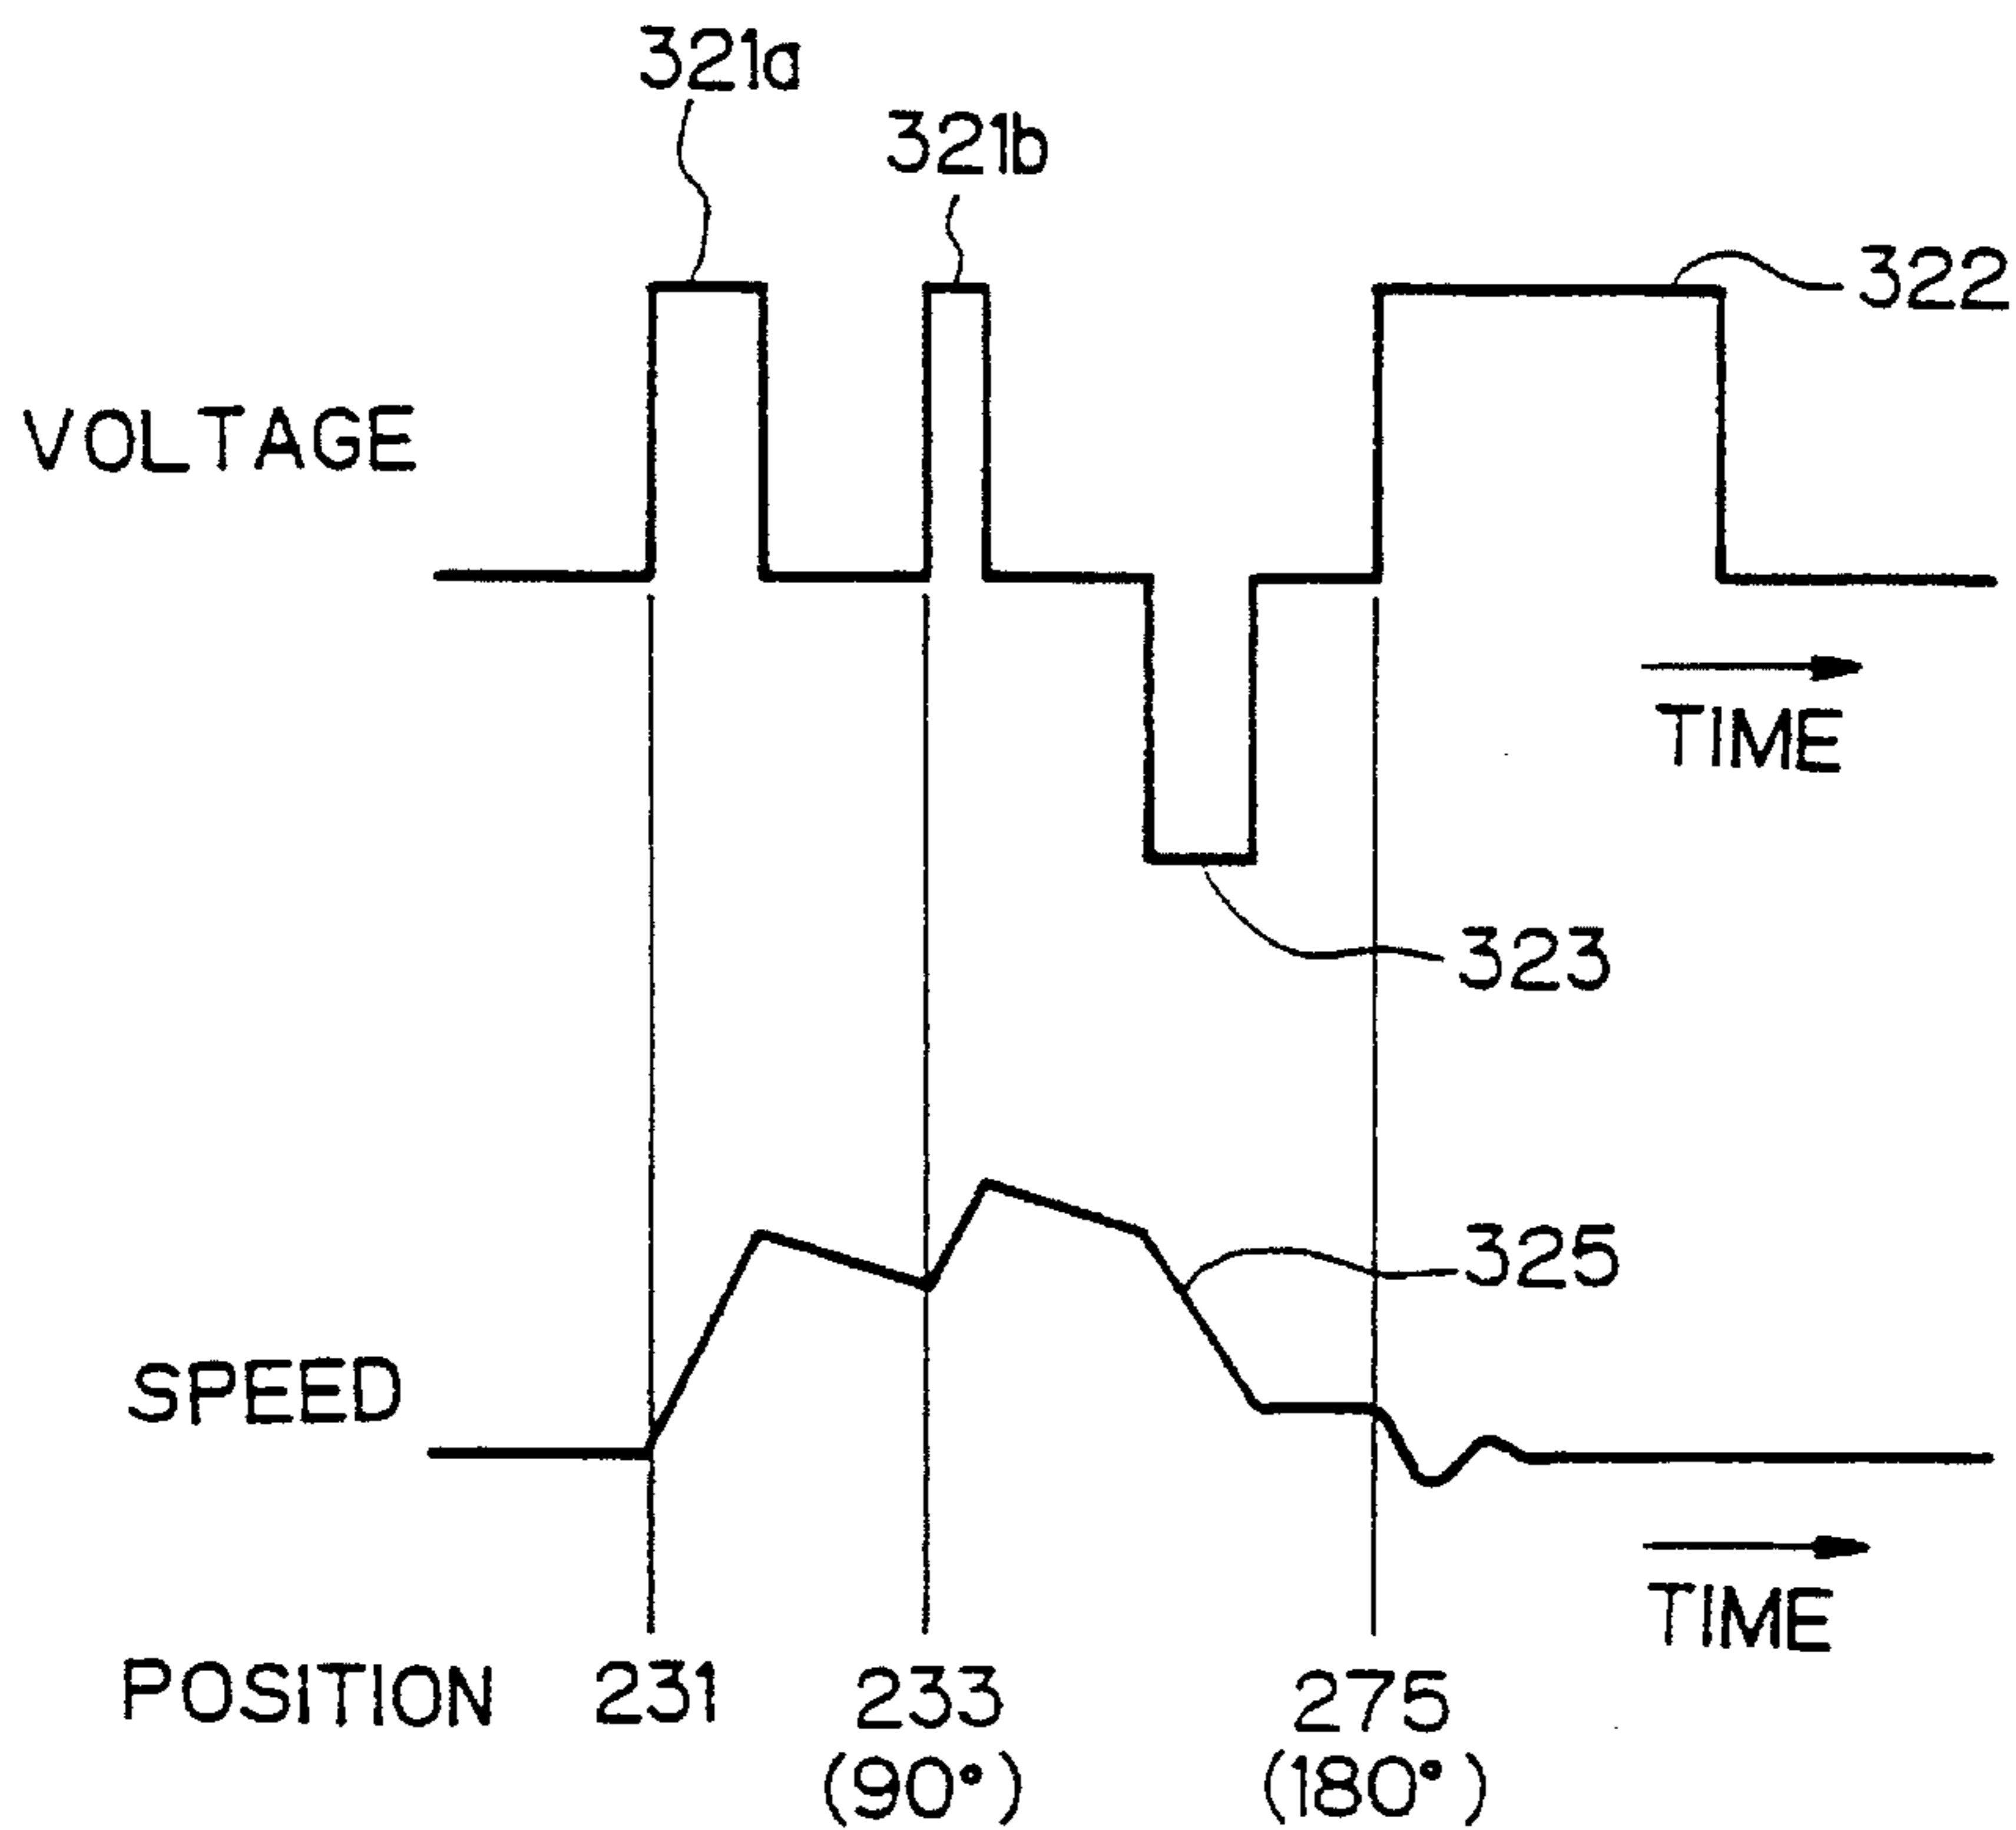 321a
321b
322
VOLTAGE
TIME
323
325
SPEED
TIME
POSITION 231 233 275
(90°) (180°)